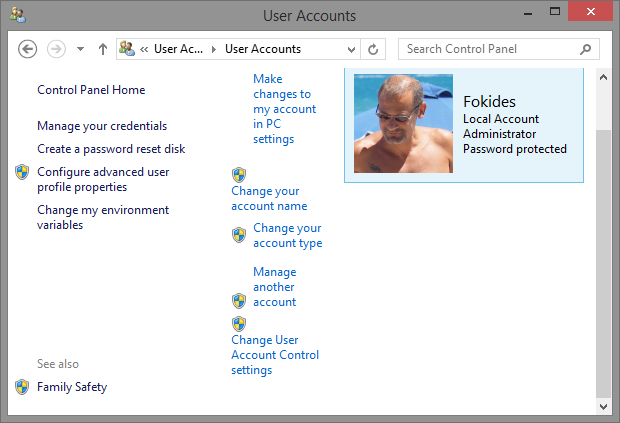 User Accounts
«
User Ac...
User Accounts
Search Control Panel
Control Panel Home
Manage your credentials
Create a password reset disk
Configure advanced user
profile properties
Change my environment
variables
See also
Family Safety
Make
changes to
my account
in PC
settings
Change your
account name
Change your
account type
Manage
another
account
Change User
Account Control
settings
Fokides
Local Account
Administrator
Password protected